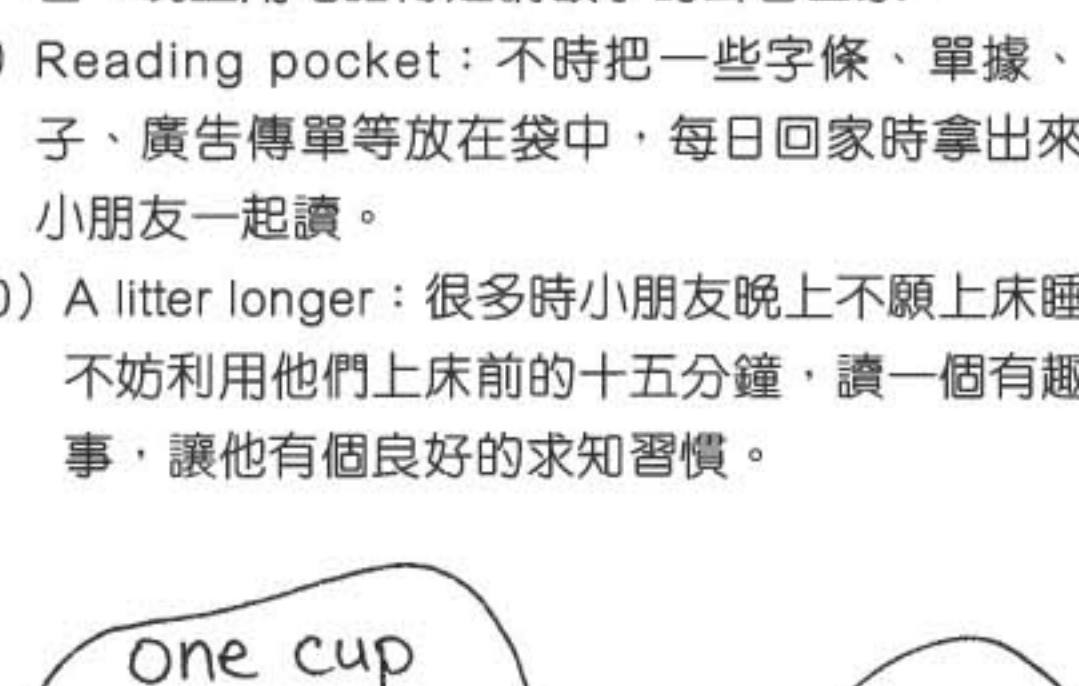 ) Reading pocket：不時把一些字條、單據、
子、廣告傳單等放在袋中，每日回家時拿出來
小朋友一起讀。
0) A litter longer：很多時小朋友晚上不願上床睡
不妨利用他們上床前的十五分鐘，讀一個有趣
事，讓他有個良好的求知習慣。
one cup